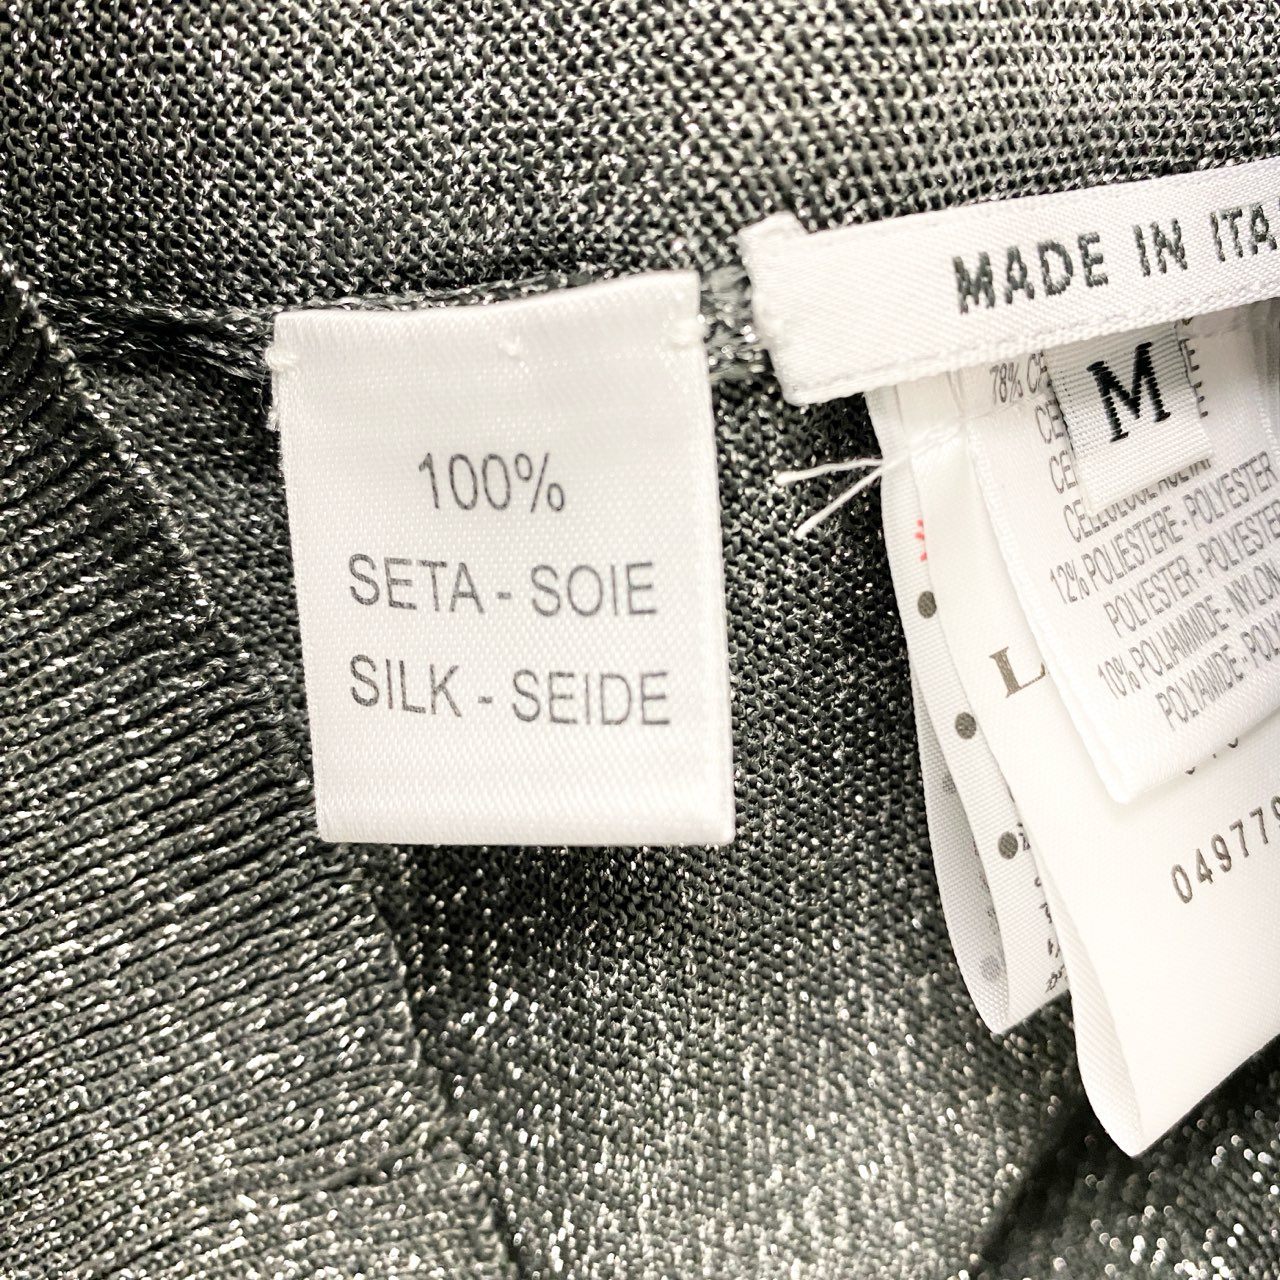 100%
SETA - SOIE
SILK - SEIDE
MADE IN ITA
M
78%
12% POLIESTERE - POLYESTER
POLYESTER - POLYESTER
10% POLIAMMIDE - NYLON
POLYAMIDE - POLY
L
049770